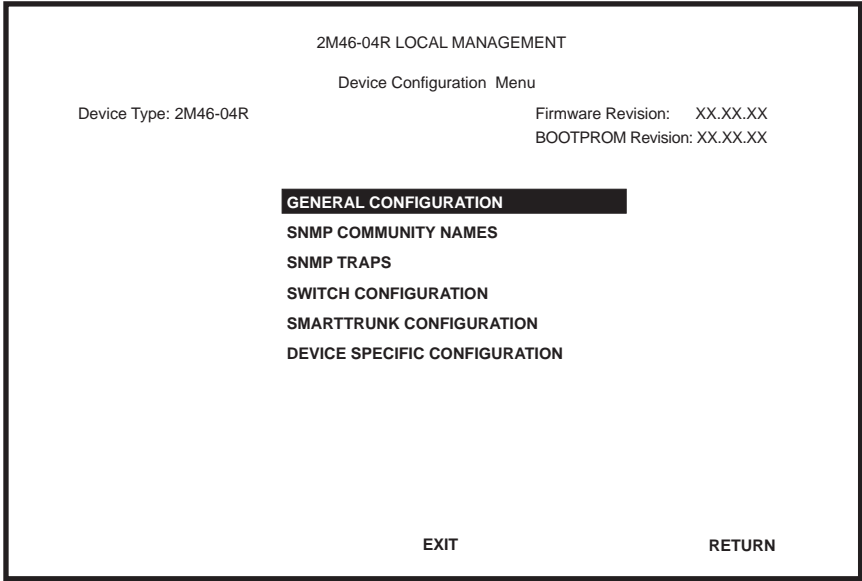 2M46-04R LOCAL MANAGEMENT
Device Configuration Menu
Device Type: 2M46-04R Firmware Revision: XX.XX.XX
BOOTPROM Revision: XX.XX.XX
GENERAL CONFIGURATION
SNMP COMMUNITY NAMES
SNMP TRAPS
SWITCH CONFIGURATION
SMARTTRUNK CONFIGURATION
DEVICE SPECIFIC CONFIGURATION
EXIT RETURN